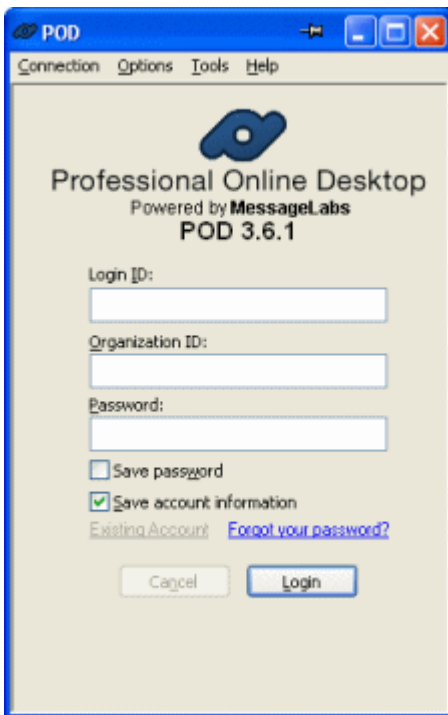 POD
Connection Options Tools Help
Professional Online Desktop
Powered by MessageLabs
POD 3.6.1
Login ID:
Organization ID:
Password:
Save password
Save account information
Existing Account Forgot your password?
Cancel Login